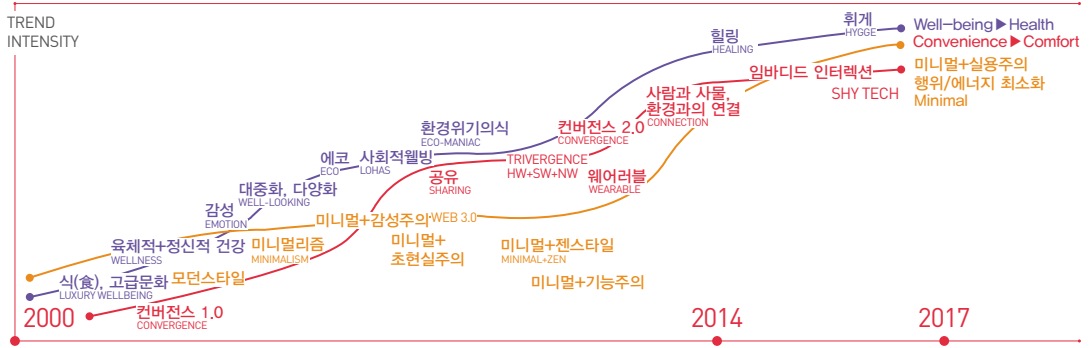 TREND
INTENSITY
휘게
HYGGE
Well-being▶Health
Convenience▶Comfort
힐링
HEALING
미니멀+실용주의
행위/에너지 최소화
Minimal
임바디드 인터렉션
SHY TECH
사람과 사물,
환경과의 연결
CONNECTION
컨버전스 2.0
CONVERGENCE
환경위기의식
ECO-MANIAC
에코
ECO
사회적웰빙
LOHAS
TRIVERGENCE
HW+SW+NW
공유
SHARING
웨어러블
WEARABLE
대중화, 다양화
WELL-LOOKING
감성
EMOTION
미니멀+감성주의
WEB 3.0
육체적+정신적 건강
WELLNESS
미니멀리즘
MINIMALISM
미니멀+
초현실주의
미니멀+젠스타일
MINIMAL+ZEN
식(食), 고급문화
LUXURY WELLBEING
모던스타일
미니멀+기능주의
컨버전스 1.0
CONVERGENCE
2000
2014
2017